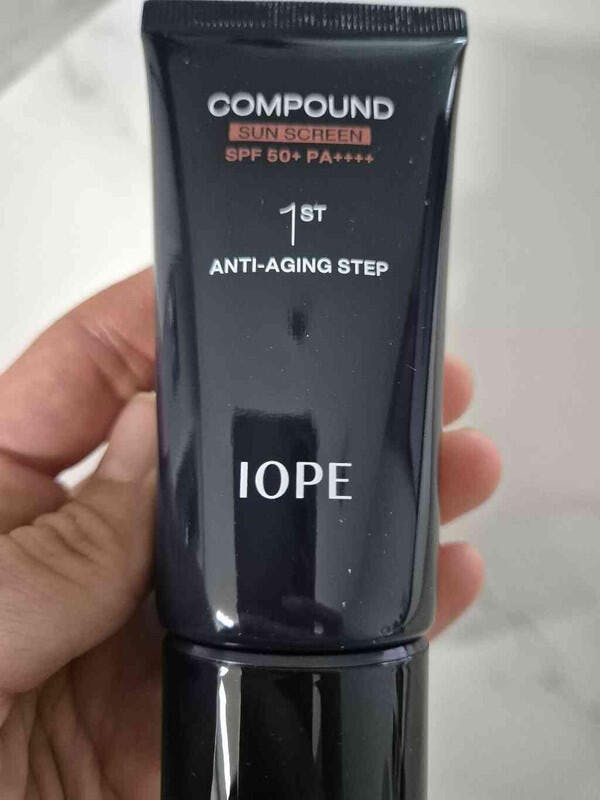 COMPOUND
SUN SCREEN
SPF 50+ PA++++
1ST
ANTI-AGING STEP
IOPE